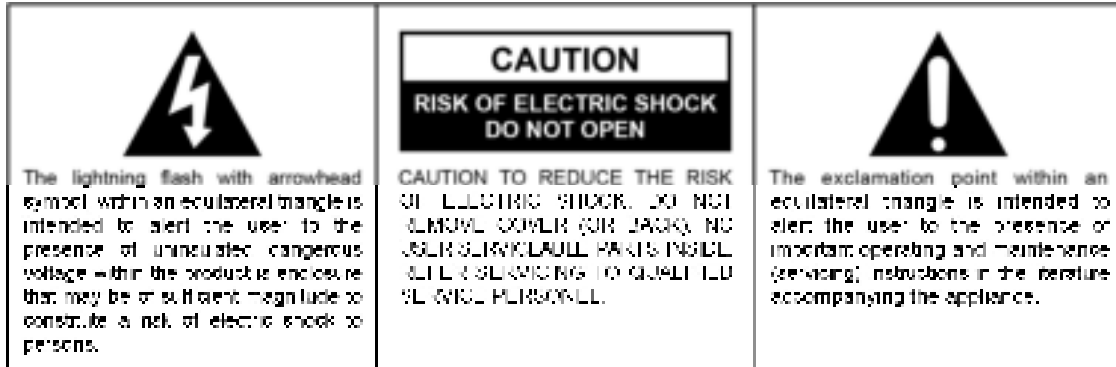 The lightning flash with arrowhead
symbol, within an equilateral triangle is
intended to alert the user to the
presence of uninsulated dangerous
voltage within the product's enclosure
that may be of sufficient magnitude to
constitute a risk of electric shock to
persons.
CAUTION
RISK OF ELECTRIC SHOCK
DO NOT OPEN
CAUTION TO REDUCE THE RISK
OF ELECTRIC SHOCK. DO NOT
REMOVE COVER (OR BACK). NO
USER SERVICEABLE PARTS INSIDE
REFER SERVICING TO QUALIFIED
SERVICE PERSONEL.
The exclamation point within an
equilateral triangle is intended to
alert the user to the presence of
important operating and maintenance
(servicing) instructions in the literature
accompanying the appliance.